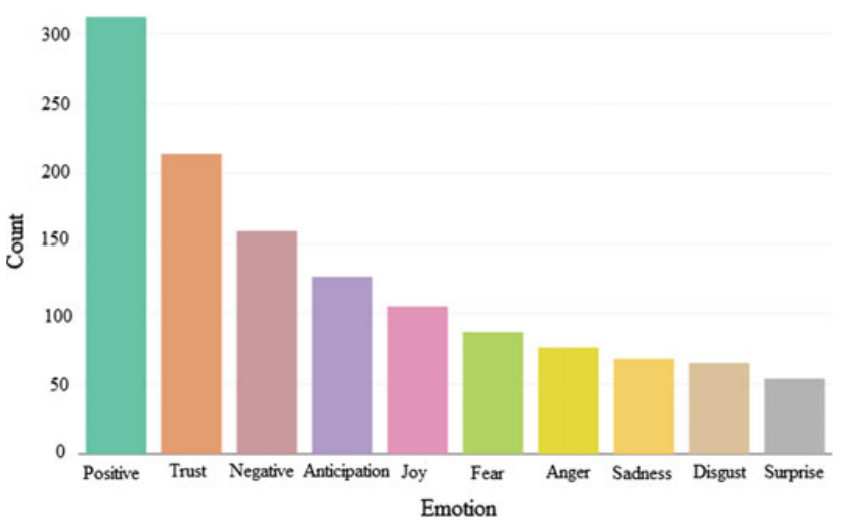 300
250
200
150
100
50
0
Count
Positive Trust Negative Anticipation Joy Fear Anger Sadness Disgust Surprise
Emotion